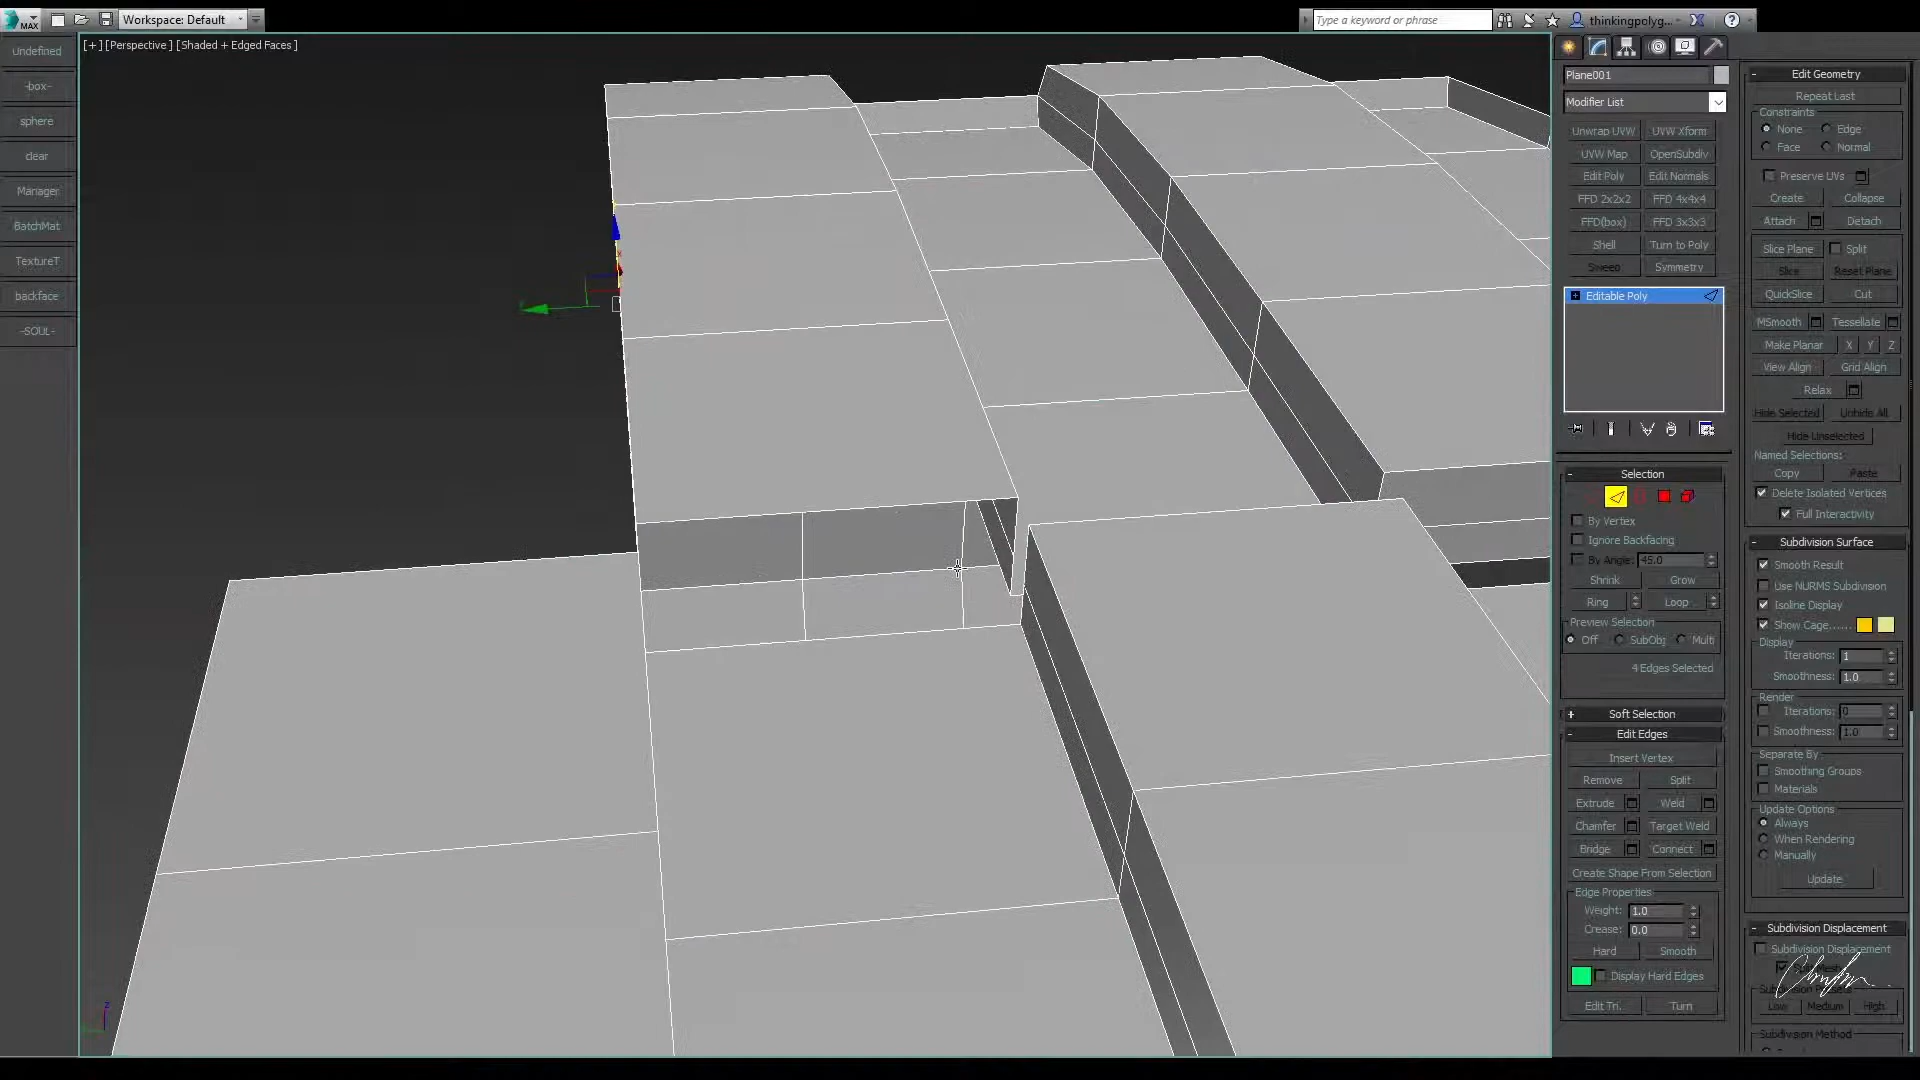 MAX
Workspace: Default
Type a keyword or phrase
thinkingpolyg...
Undefined
-box-
sphere
clear
Manager
BatchMat
TextureT
backface
-SOUL-
[+] [Perspective] [Shaded + Edged Faces ]
z
Plane001
Modifier List
Unwrap UVW
UVW Xform
UVW Map
OpenSubdiv
Edit Poly
Edit Normals
FFD 2x2x2
FFD 4x4x4
FFD(box)
FFD 3x3x3
Shell
Turn to Poly
Sweep
Symmetry
Editable Poly
Selection
By Vertex
Ignore Backfacing
By Angle: 45.0
Shrink
Grow
Ring
Loop
Preview Selection
Off
SubObj
Multi
4 Edges Selected
Soft Selection
Edit Edges
Insert Vertex
Remove
Split
Extrude
Weld
Chamfer
Target Weld
Bridge
Connect
Create Shape From Selection
Edge Properties
Weight: 1.0
Crease: 0.0
Hard
Smooth
Display Hard Edges
Edit Tri.
Turn
Edit Geometry
Repeat Last
Constraints
None
Edge
Face
Normal
Preserve UVs
Create
Collapse
Attach
Detach
Slice Plane
Split
Slice
Reset Plane
QuickSlice
Cut
MSmooth
Tessellate
Make Planar
X
Y
Z
View Align
Grid Align
Relax
Hide Selected
Unhide All
Hide Unselected
Named Selections:
Copy
Paste
Delete Isolated Vertices
Full Interactivity
Subdivision Surface
Smooth Result
Use NURMS Subdivision
Isoline Display
Show Cage......
Display
Iterations: 1
Smoothness: 1.0
Render
Iterations: 0
Smoothness: 1.0
Separate By
Smoothing Groups
Materials
Update Options
Always
When Rendering
Manually
Update
Subdivision Displacement
Subdivision Displacement
Low
Medium
High
Subdivision Method